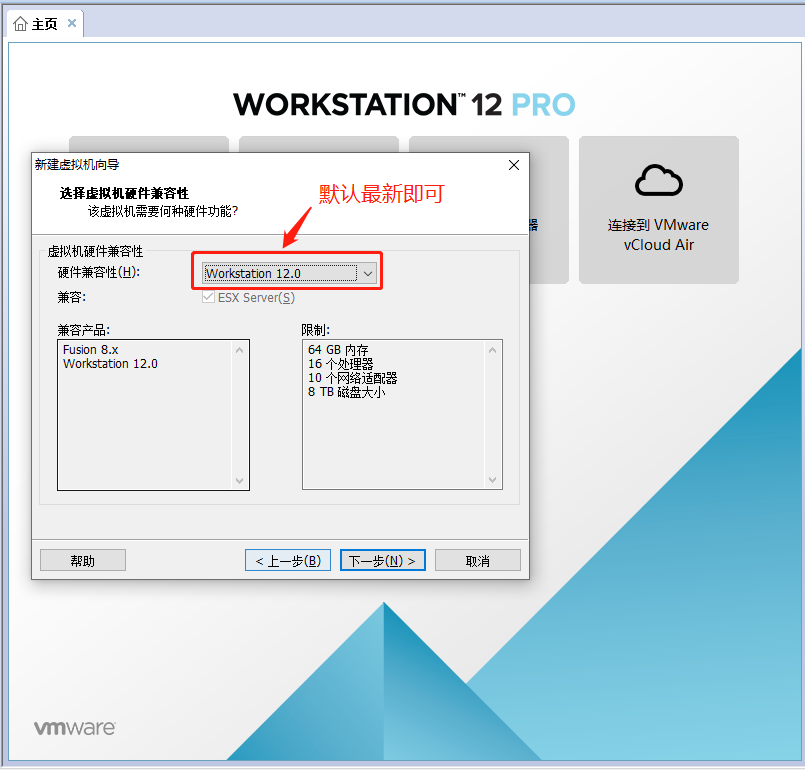 主页
WORKSTATION™ 12 PRO
新建虚拟机向导
选择虚拟机硬件兼容性
该虚拟机需要何种硬件功能?
默认最新即可
器
连接到 VMware
vCloud Air
虚拟机硬件兼容性
硬件兼容性(H):
Workstation 12.0
兼容:
ESX Server(S)
兼容产品:
Fusion 8.x
Workstation 12.0
限制:
64 GB 内存
16 个处理器
10 个网络适配器
8 TB 磁盘大小
帮助
< 上一步(B)
下一步(N) >
取消
vmware